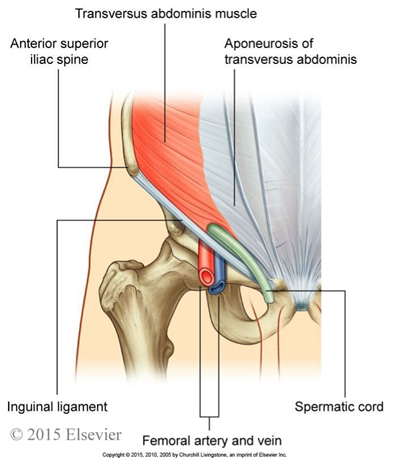 Transversus abdominis muscle
Anterior superior
iliac spine
Aponeurosis of
transversus abdominis
Inguinal ligament
Spermatic cord
Femoral artery and vein
© 2015 Elsevier
Copyright © 2015, 2010, 2005 by Churchill Livingstone, an imprint of Elsevier Inc.